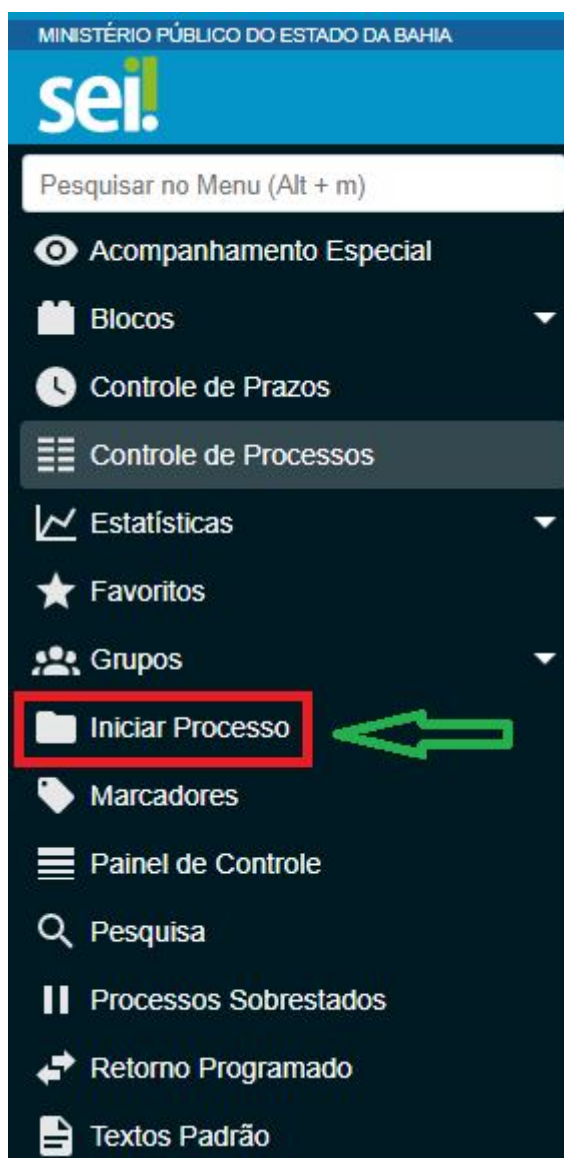 MINISTÉRIO PÚBLICO DO ESTADO DA BAHIA
sei!
Pesquisar no Menu (Alt + m)
Acompanhamento Especial
Blocos
Controle de Prazos
Controle de Processos
Estatísticas
Favoritos
Grupos
Iniciar Processo
Marcadores
Painel de Controle
Pesquisa
Processos Sobrestados
Retorno Programado
Textos Padrão